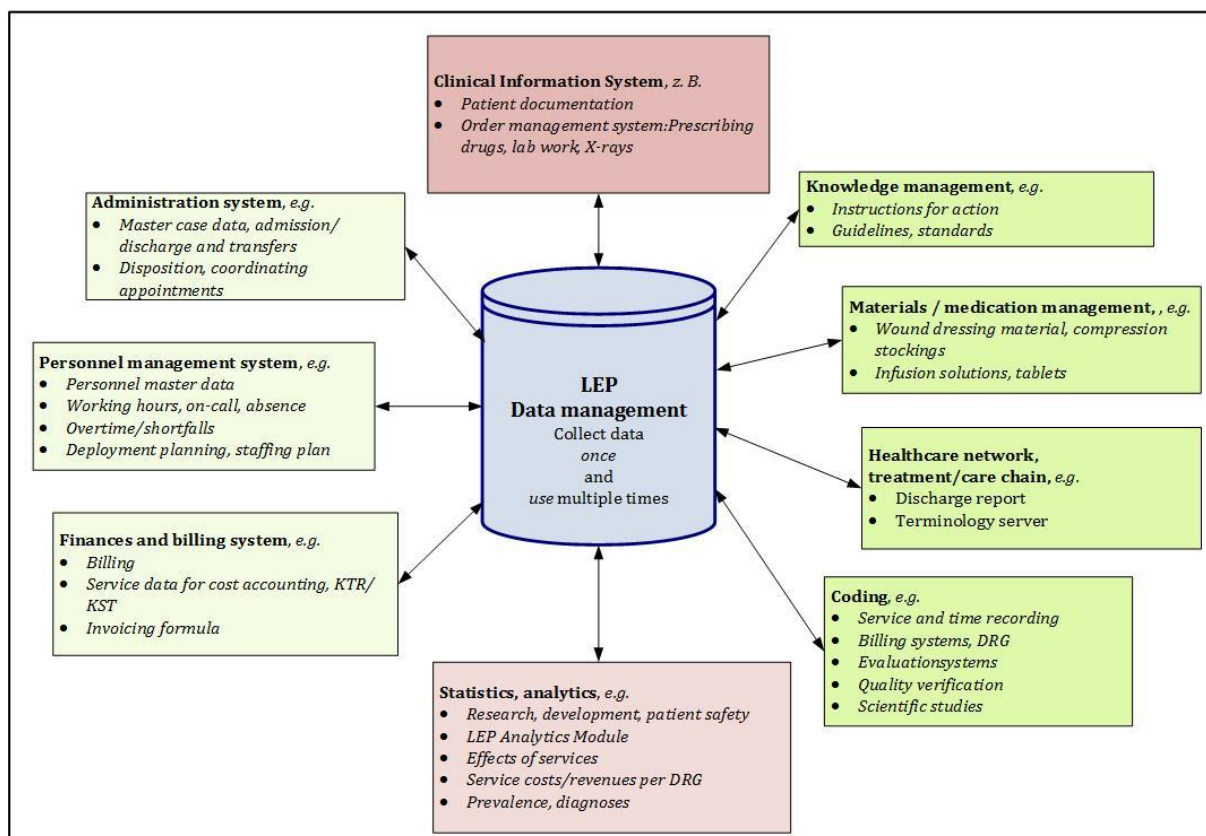 Clinical Information System, z. B.
● Patient documentation
● Order management system:Prescribing
drugs, lab work, X-rays
Administration system, e.g.
● Master case data, admission/
discharge and transfers
● Disposition, coordinating
appointments
Knowledge management, e.g.
● Instructions for action
● Guidelines, standards
Materials / medication management, , e.g.
● Wound dressing material, compression
stockings
● Infusion solutions, tablets
Personnel management system, e.g.
● Personnel master data
● Working hours, on-call, absence
● Overtime/shortfalls
● Deployment planning, staffing plan
LEP
Data management
Collect data
once
and
use multiple times
Healthcare network,
treatment/care chain, e.g.
● Discharge report
● Terminology server
Finances and billing system, e.g.
● Billing
● Service data for cost accounting, KTR/
KST
● Invoicing formula
Coding, e.g.
● Service and time recording
● Billing systems, DRG
● Evaluationsystems
● Quality verification
● Scientific studies
Statistics, analytics, e.g.
● Research, development, patient safety
● LEP Analytics Module
● Effects of services
● Service costs/revenues per DRG
● Prevalence, diagnoses